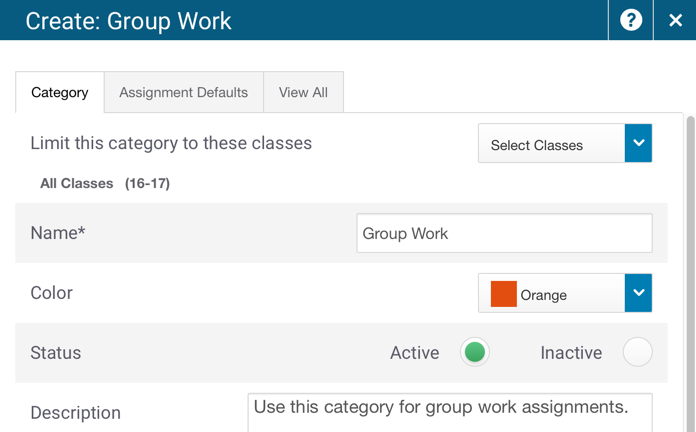 Create: Group Work ? ×
Category Assignment Defaults View All
Limit this category to these classes Select Classes
All Classes (16-17)
Name* Group Work
Color Orange
Status Active Inactive
Description Use this category for group work assignments.